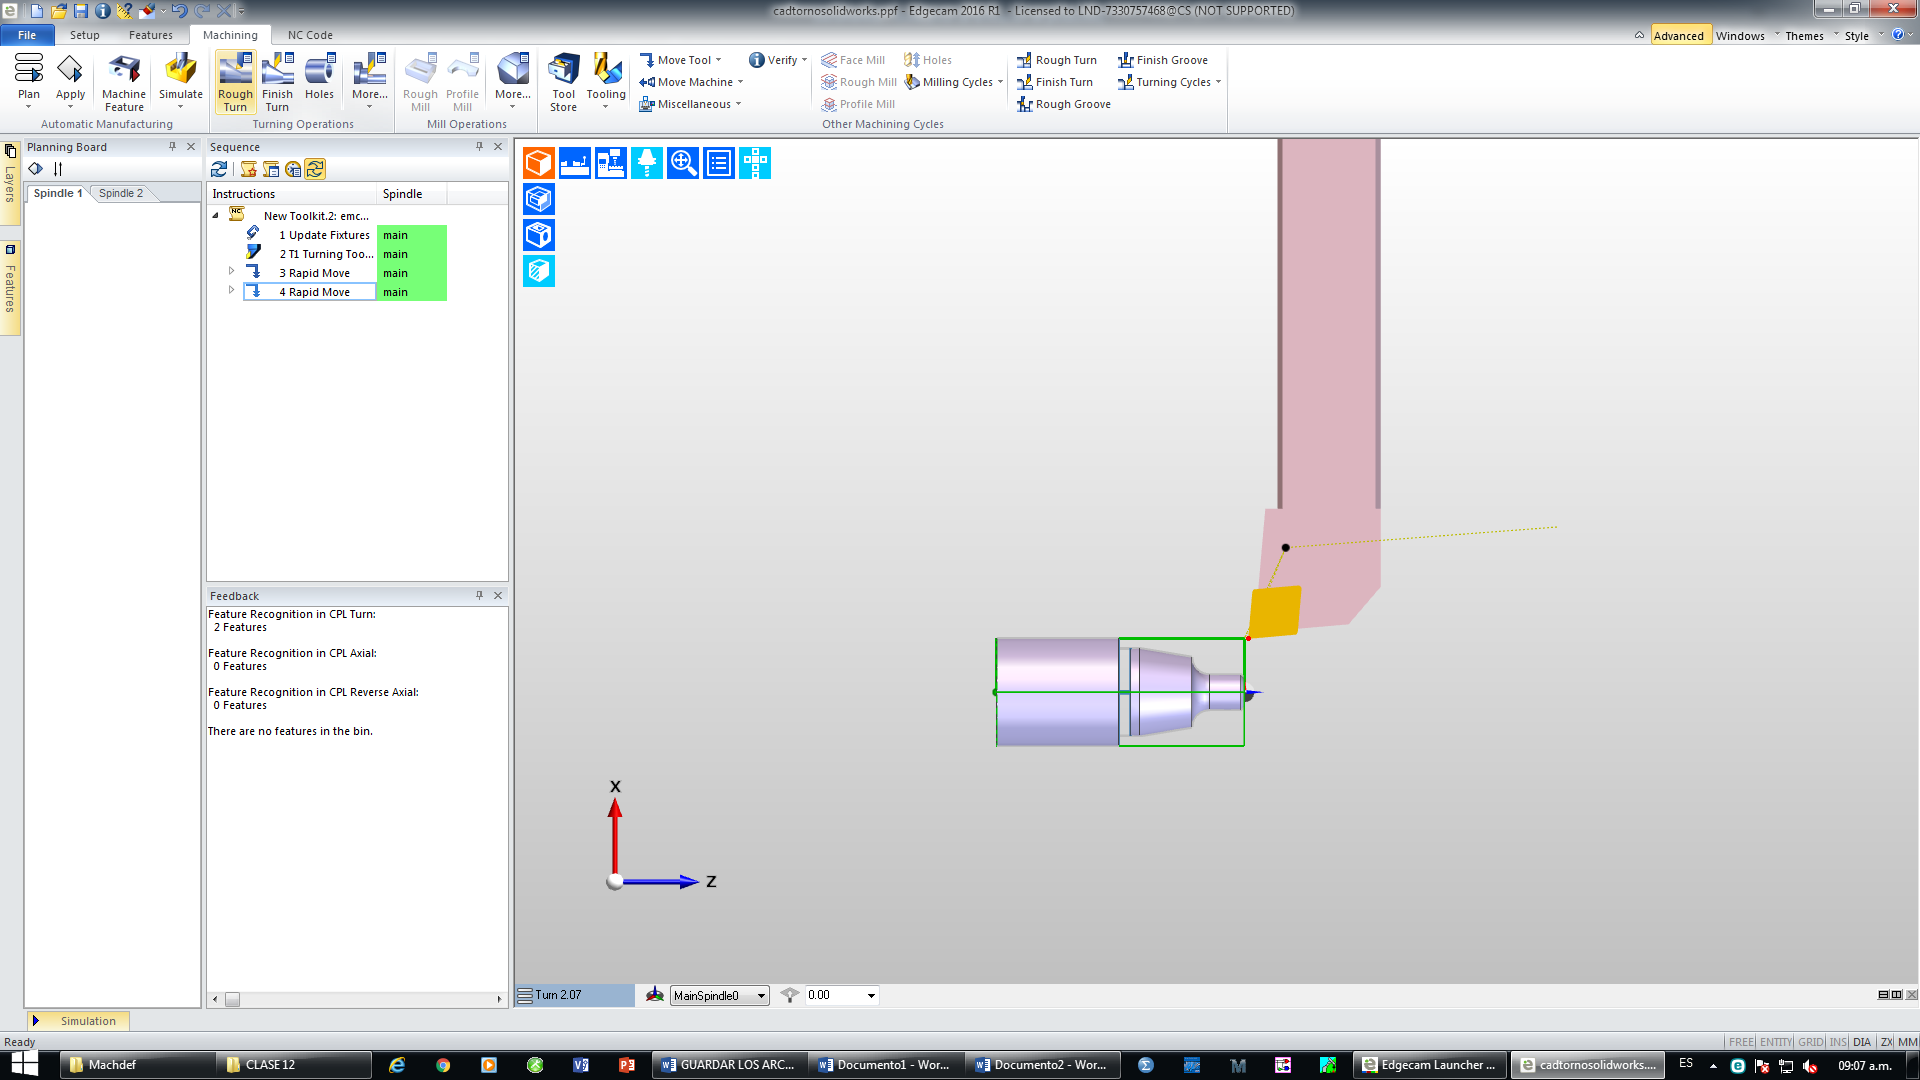 cadtornosolidworks.ppf - Edgecam 2016 R1 - Licensed to LND-7330757468@CS (NOT SUPPORTED)
File Setup Features Machining NC Code
Advanced Windows Themes Style
Plan Apply Machine Feature Simulate
Automatic Manufacturing
Rough Turn Finish Turn Holes More...
Turning Operations
Rough Mill Profile Mill More...
Mill Operations
Tool Store Tooling
Move Tool
Move Machine
Miscellaneous
Verify
Face Mill Holes
Rough Mill Milling Cycles
Profile Mill
Rough Turn Finish Groove
Finish Turn Turning Cycles
Rough Groove
Other Machining Cycles
Layers
Features
Planning Board
Spindle 1 Spindle 2
Sequence
Instructions Spindle
NC New Toolkit.2: emc...
1 Update Fixtures main
2 T1 Turning Too... main
3 Rapid Move main
4 Rapid Move main
Feedback
Feature Recognition in CPL Turn:
2 Features
Feature Recognition in CPL Axial:
0 Features
Feature Recognition in CPL Reverse Axial:
0 Features
There are no features in the bin.
X
Z
Turn 2.07 MainSpindle0 0.00
Simulation
Ready
FREE ENTITY GRID INS DIA ZX MM
Machdef CLASE 12 GUARDAR LOS ARC... Documento1 - Wor... Documento2 - Wor... Edgecam Launcher ... cadtornosolidworks....
ES 09:07 a.m.